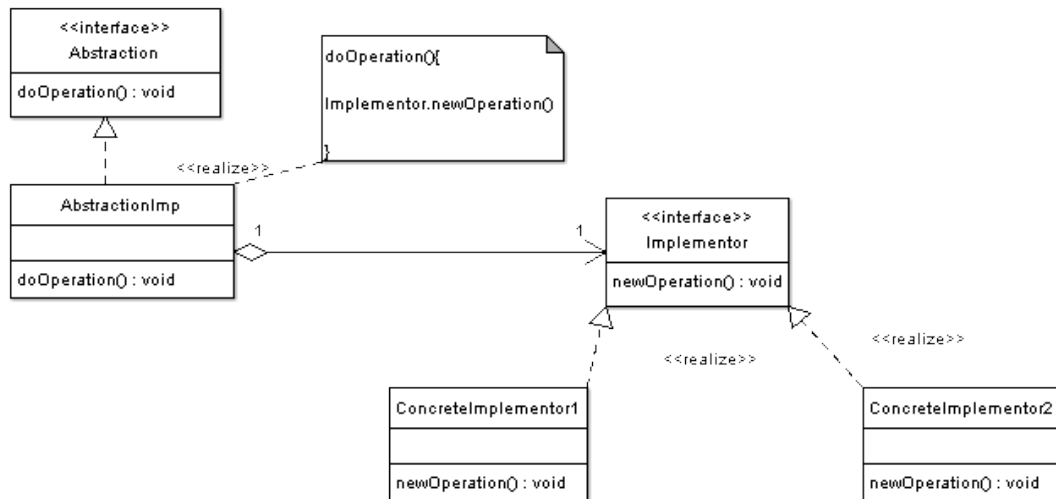 <<interface>>
Abstraction
doOperation() : void
doOperation(){
Implementor.newOperation()
}
<<realize>>
AbstractionImp
doOperation() : void
1
1
<<interface>>
Implementor
newOperation() : void
<<realize>>
<<realize>>
ConcreteImplementor1
newOperation() : void
ConcreteImplementor2
newOperation() : void